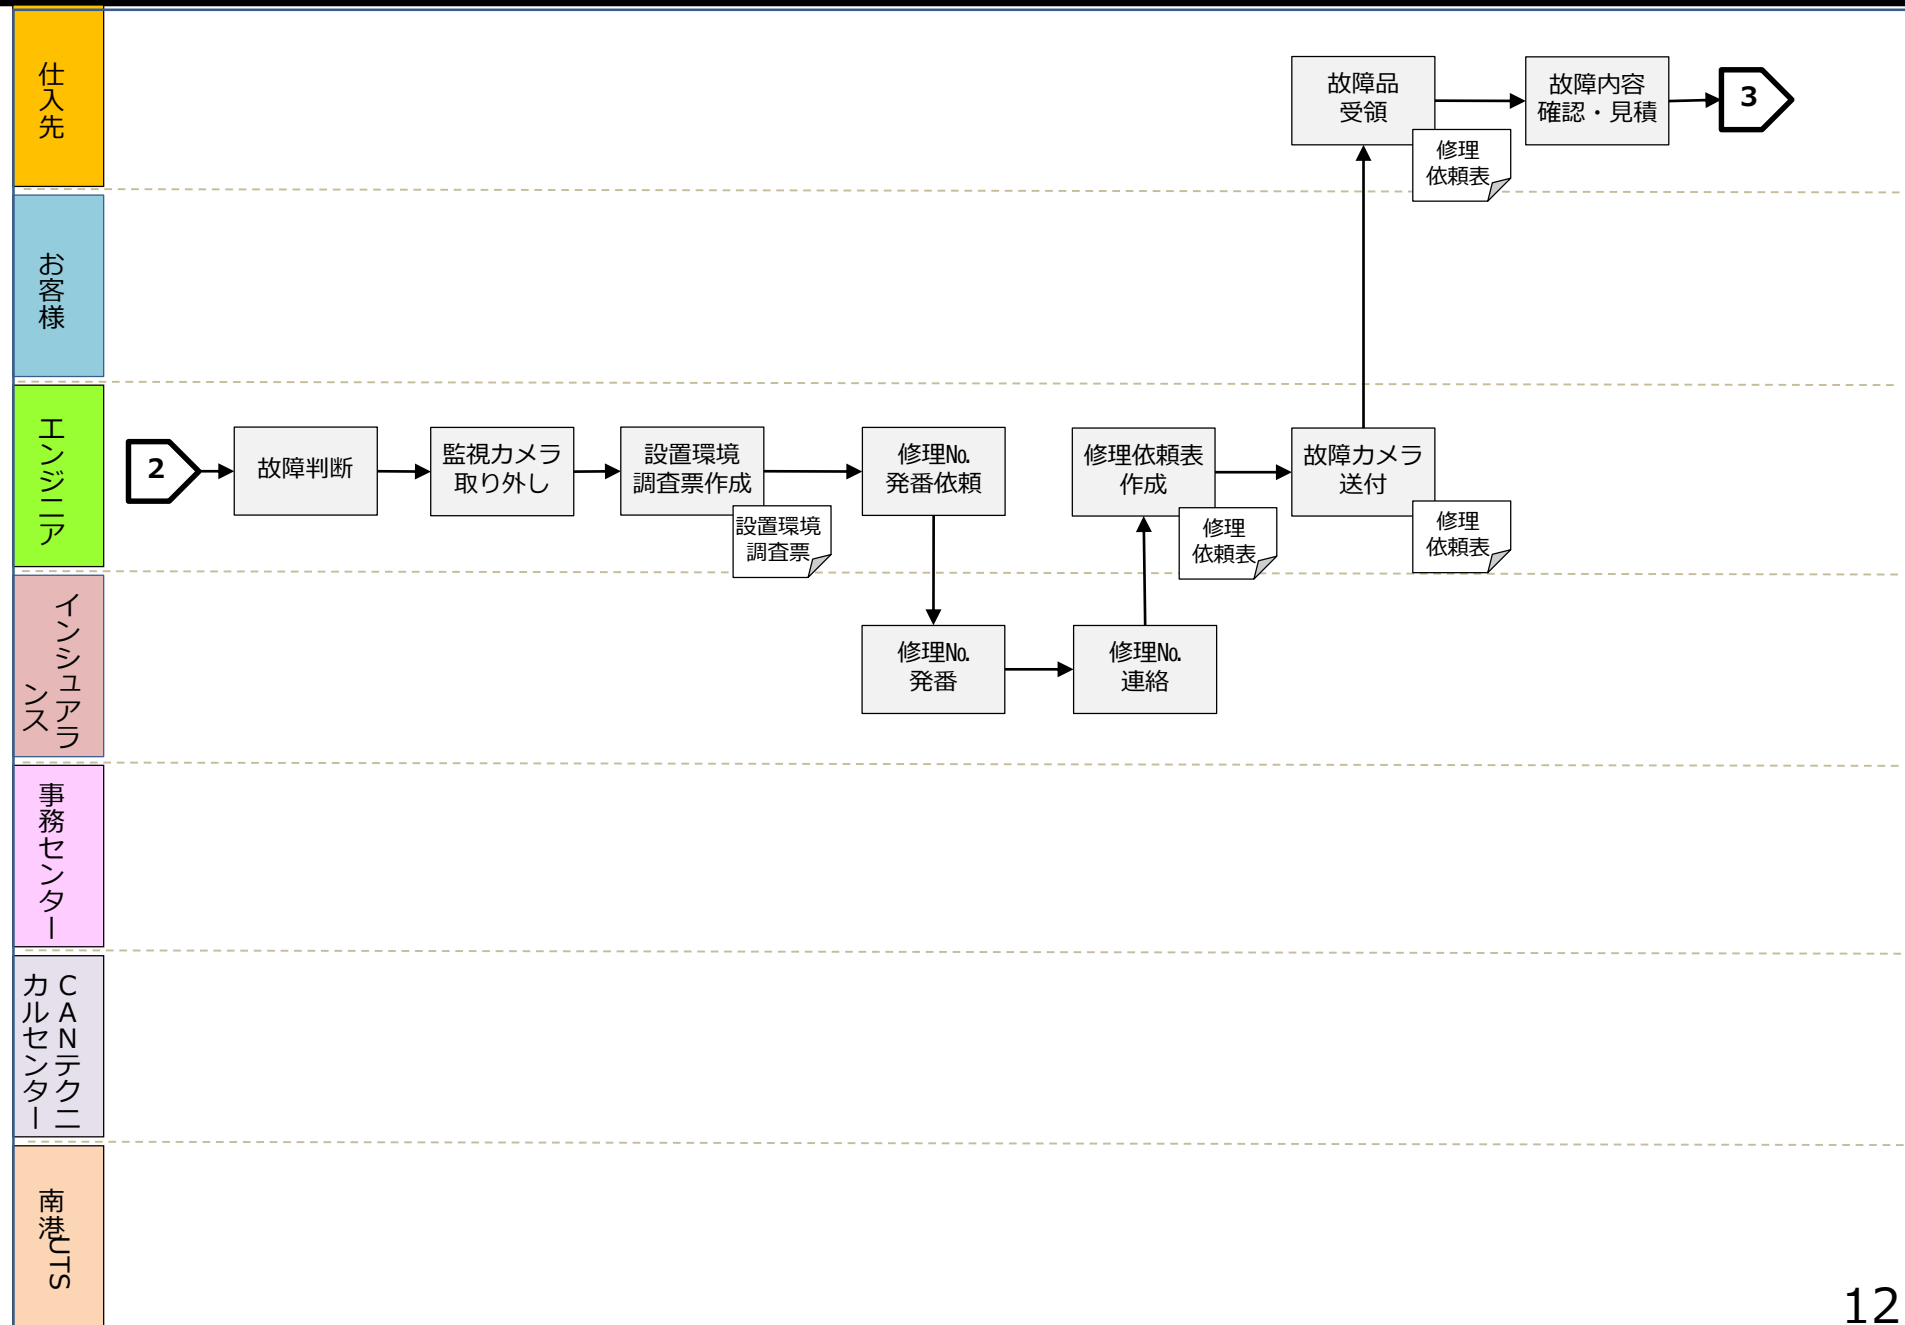 仕入先
故障品
受領
修理
依頼表
故障内容
確認・見積
3
お客様
エンジニア
2
故障判断
監視カメラ
取り外し
設置環境
調査票作成
設置環境
調査票
修理№
発番依頼
修理依頼表
作成
修理
依頼表
故障カメラ
送付
修理
依頼表
インシュアラ
ンス
修理№
発番
修理№
連絡
事務センター
CANテクニ
カルセンター
南港UTS
12